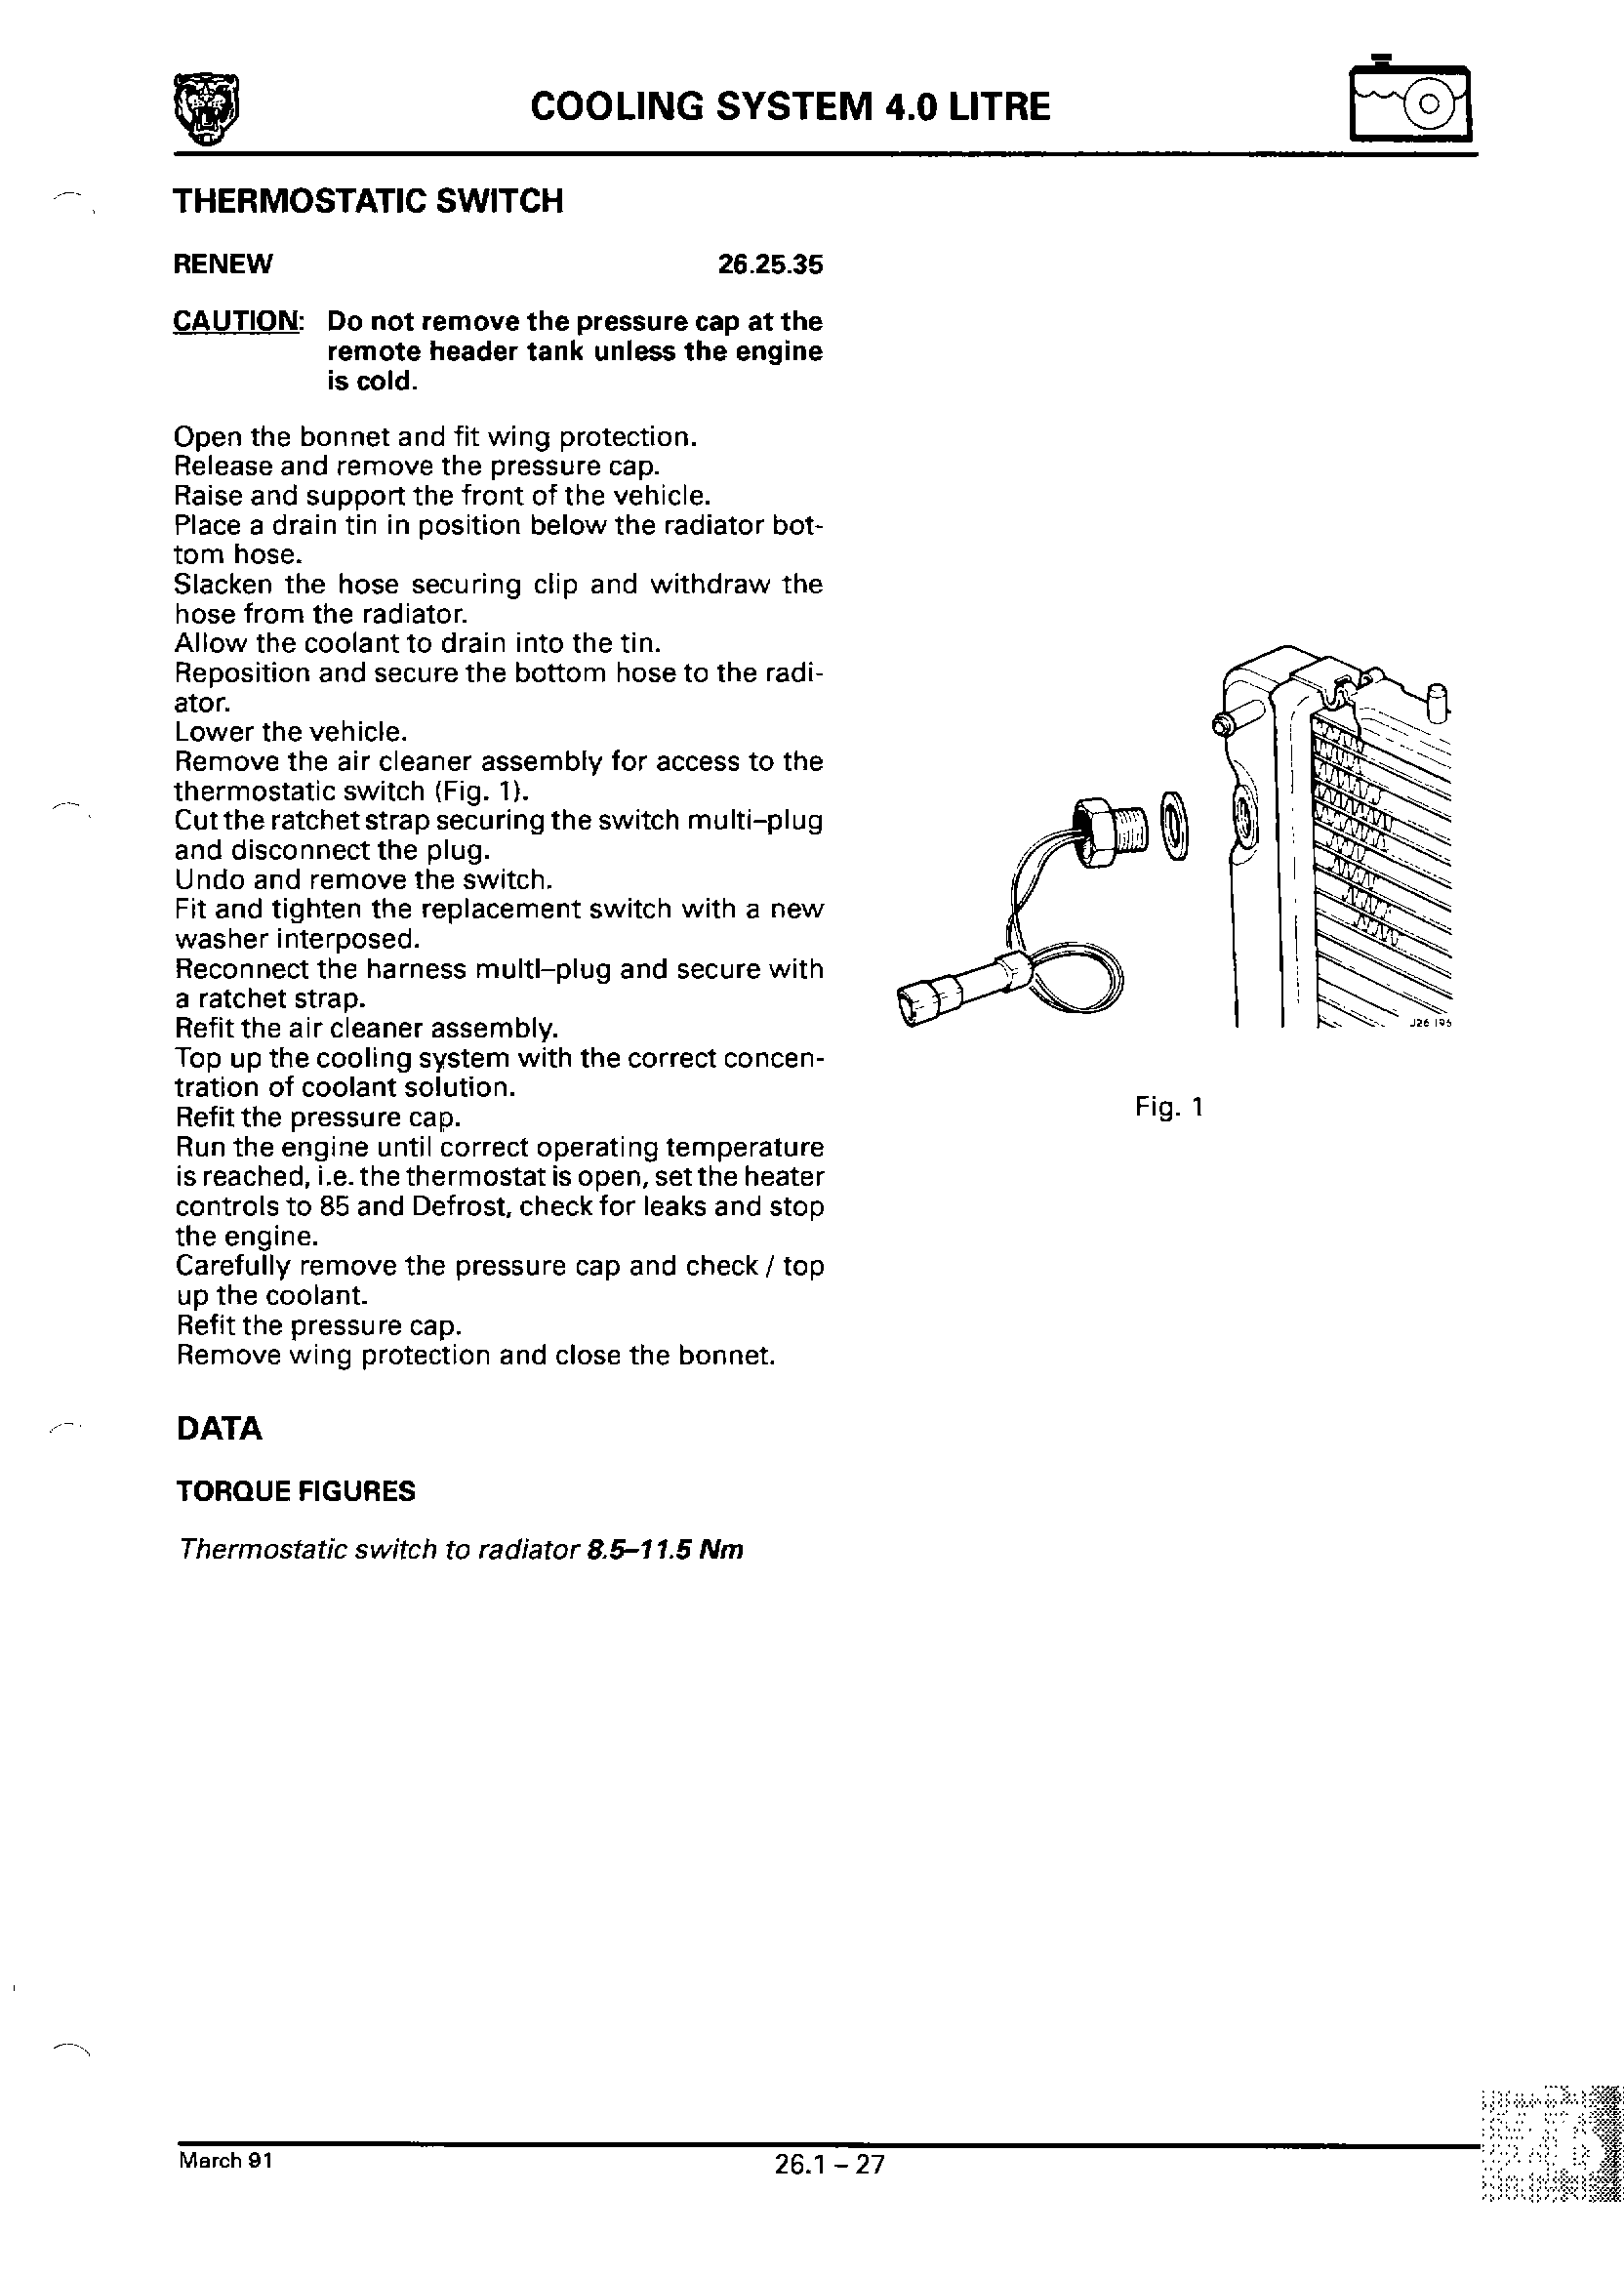 COOLING SYSTEM 4.0 LITRE
THERMOSTATIC SWITCH
RENEW 26.25.35
CAUTION: Do not remove the pressure cap at the
remote header tank unless the engine
is cold.
Open the bonnet and fit wing protection.
Release and remove the pressure cap.
Raise and support the front of the vehicle.
Place a drain tin in position below the radiator bot-
tom hose.
Slacken the hose securing clip and withdraw the
hose from the radiator.
Allow the coolant to drain into the tin.
Reposition and secure the bottom hose to the radi-
ator.
Lower the vehicle.
Remove the air cleaner assembly for access to the
thermostatic switch (Fig. 1).
Cut the ratchet strap securing the switch multi–plug
and disconnect the plug.
Undo and remove the switch.
Fit and tighten the replacement switch with a new
washer interposed.
Reconnect the harness multl–plug and secure with
a ratchet strap.
Refit the air cleaner assembly.
Top up the cooling system with the correct concen-
tration of coolant solution.
Refit the pressure cap.
Run the engine until correct operating temperature
is reached, i.e. the thermostat is open, set the heater
controls to 85 and Defrost, check for leaks and stop
the engine.
Carefully remove the pressure cap and check / top
up the coolant.
Refit the pressure cap.
Remove wing protection and close the bonnet.
DATA
TORQUE FIGURES
Thermostatic switch to radiator 8.5–11.5 Nm
J26 196
Fig. 1
March 91
26.1 – 27